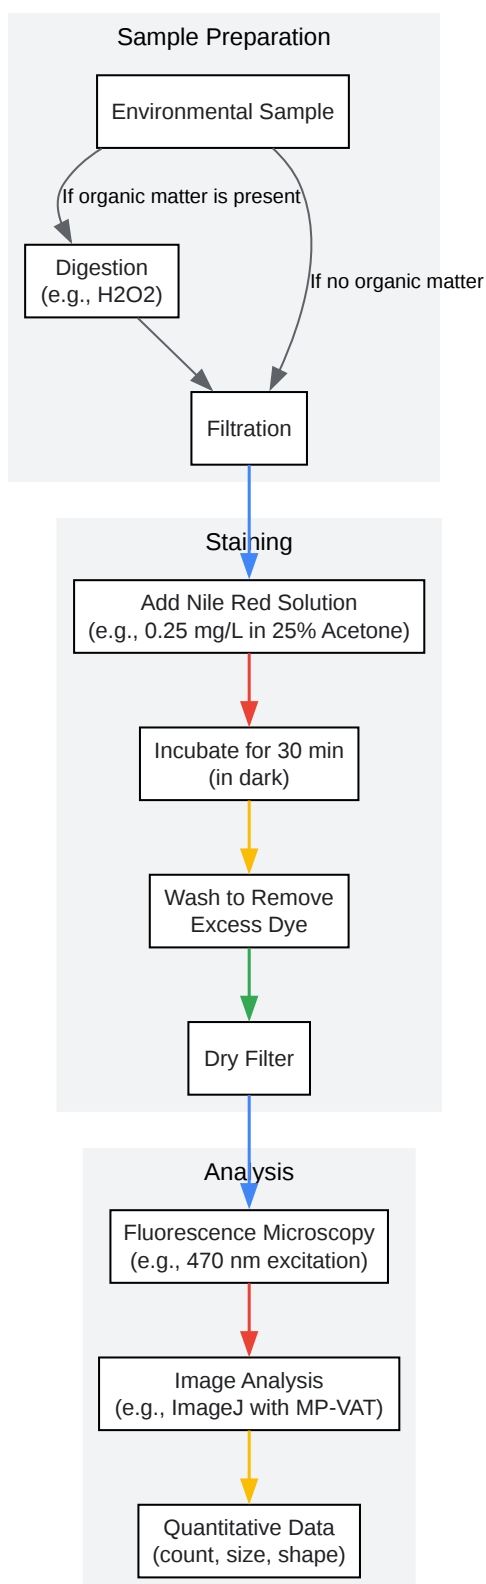 Sample Preparation
Environmental Sample
If organic matter is present
Digestion
(e.g., H2O2)
If no organic matter
Filtration
Staining
Add Nile Red Solution
(e.g., 0.25 mg/L in 25% Acetone)
Incubate for 30 min
(in dark)
Wash to Remove
Excess Dye
Dry Filter
Analysis
Fluorescence Microscopy
(e.g., 470 nm excitation)
Image Analysis
(e.g., ImageJ with MP-VAT)
Quantitative Data
(count, size, shape)